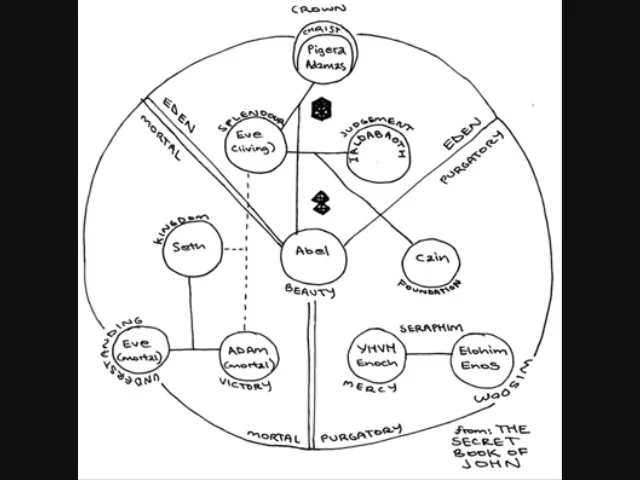 CROWN
CHRIST
Pigera
Adamas
SPLENDOUR
Eve
(living)
JUDGEMENT
IALDABAOTH
EDEN
MORTAL
EDEN
PURGATORY
KINGDOM
Seth
Abel
BEAUTY
Cain
FOUNDATION
UNDERSTANDING
Eve
(mortal)
ADAM
(mortal)
VICTORY
SERAPHIM
YHVH
Enoch
MERCY
Elohim
Enos
WODSIM
MORTAL
PURGATORY
from: THE
SECRET
BOOK OF
JOHN